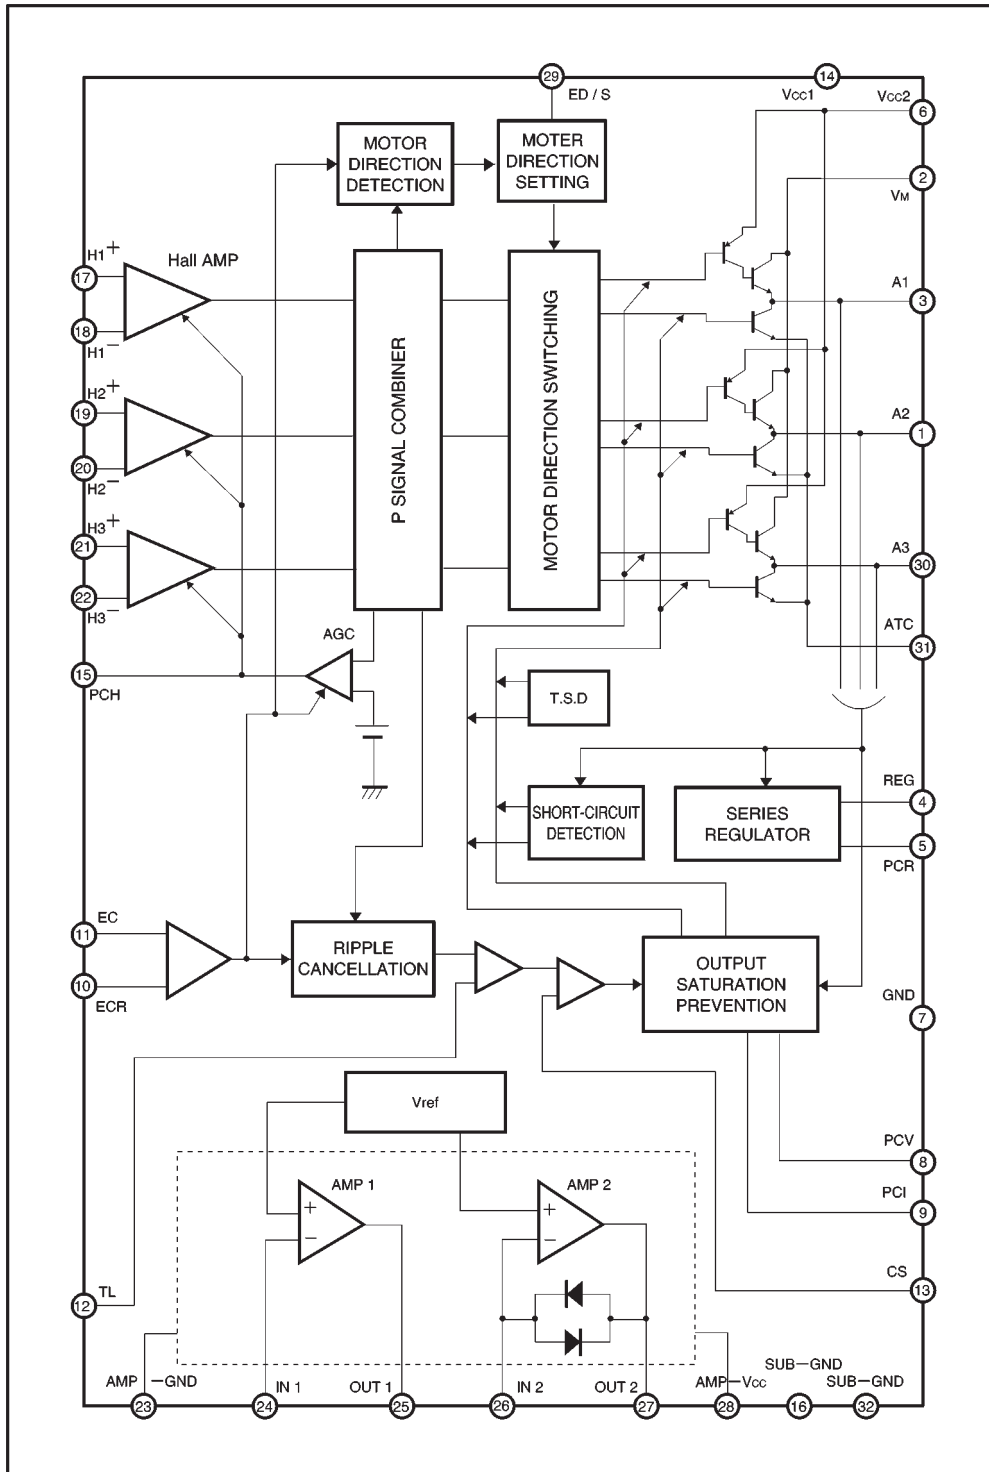 29
14
ED / S
Vcc1
Vcc2
6
MOTOR
DIRECTION
DETECTION
MOTER
DIRECTION
SETTING
2
VM
H1+
Hall AMP
17
A1
3
18
H1−
H2+
19
A2
1
20
H2−
P SIGNAL COMBINER
MOTOR DIRECTION SWITCHING
H3+
21
A3
30
22
H3−
ATC
31
AGC
15
PCH
T.S.D
REG
4
SHORT-CIRCUIT
DETECTION
SERIES
REGULATOR
5
PCR
EC
11
RIPPLE
CANCELLATION
OUTPUT
SATURATION
PREVENTION
10
ECR
GND
7
Vref
PCV
8
AMP 1
AMP 2
+
−
+
−
PCI
9
CS
13
TL
12
SUB−GND
AMP −GND
IN 1
OUT 1
IN 2
OUT 2
AMP−Vcc
SUB−GND
23
24
25
26
27
28
16
32